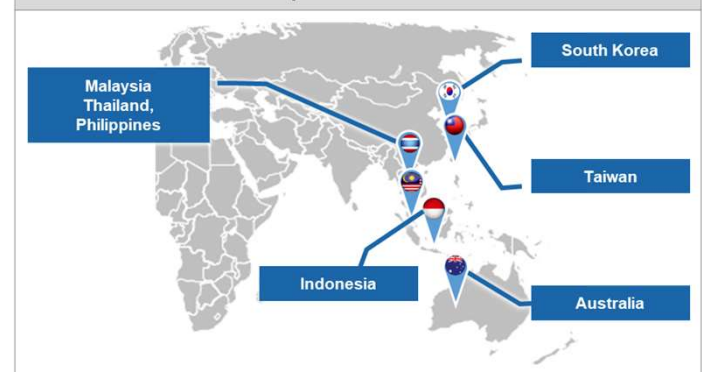 South Korea
Malaysia
Thailand,
Philippines
Taiwan
Indonesia
Australia